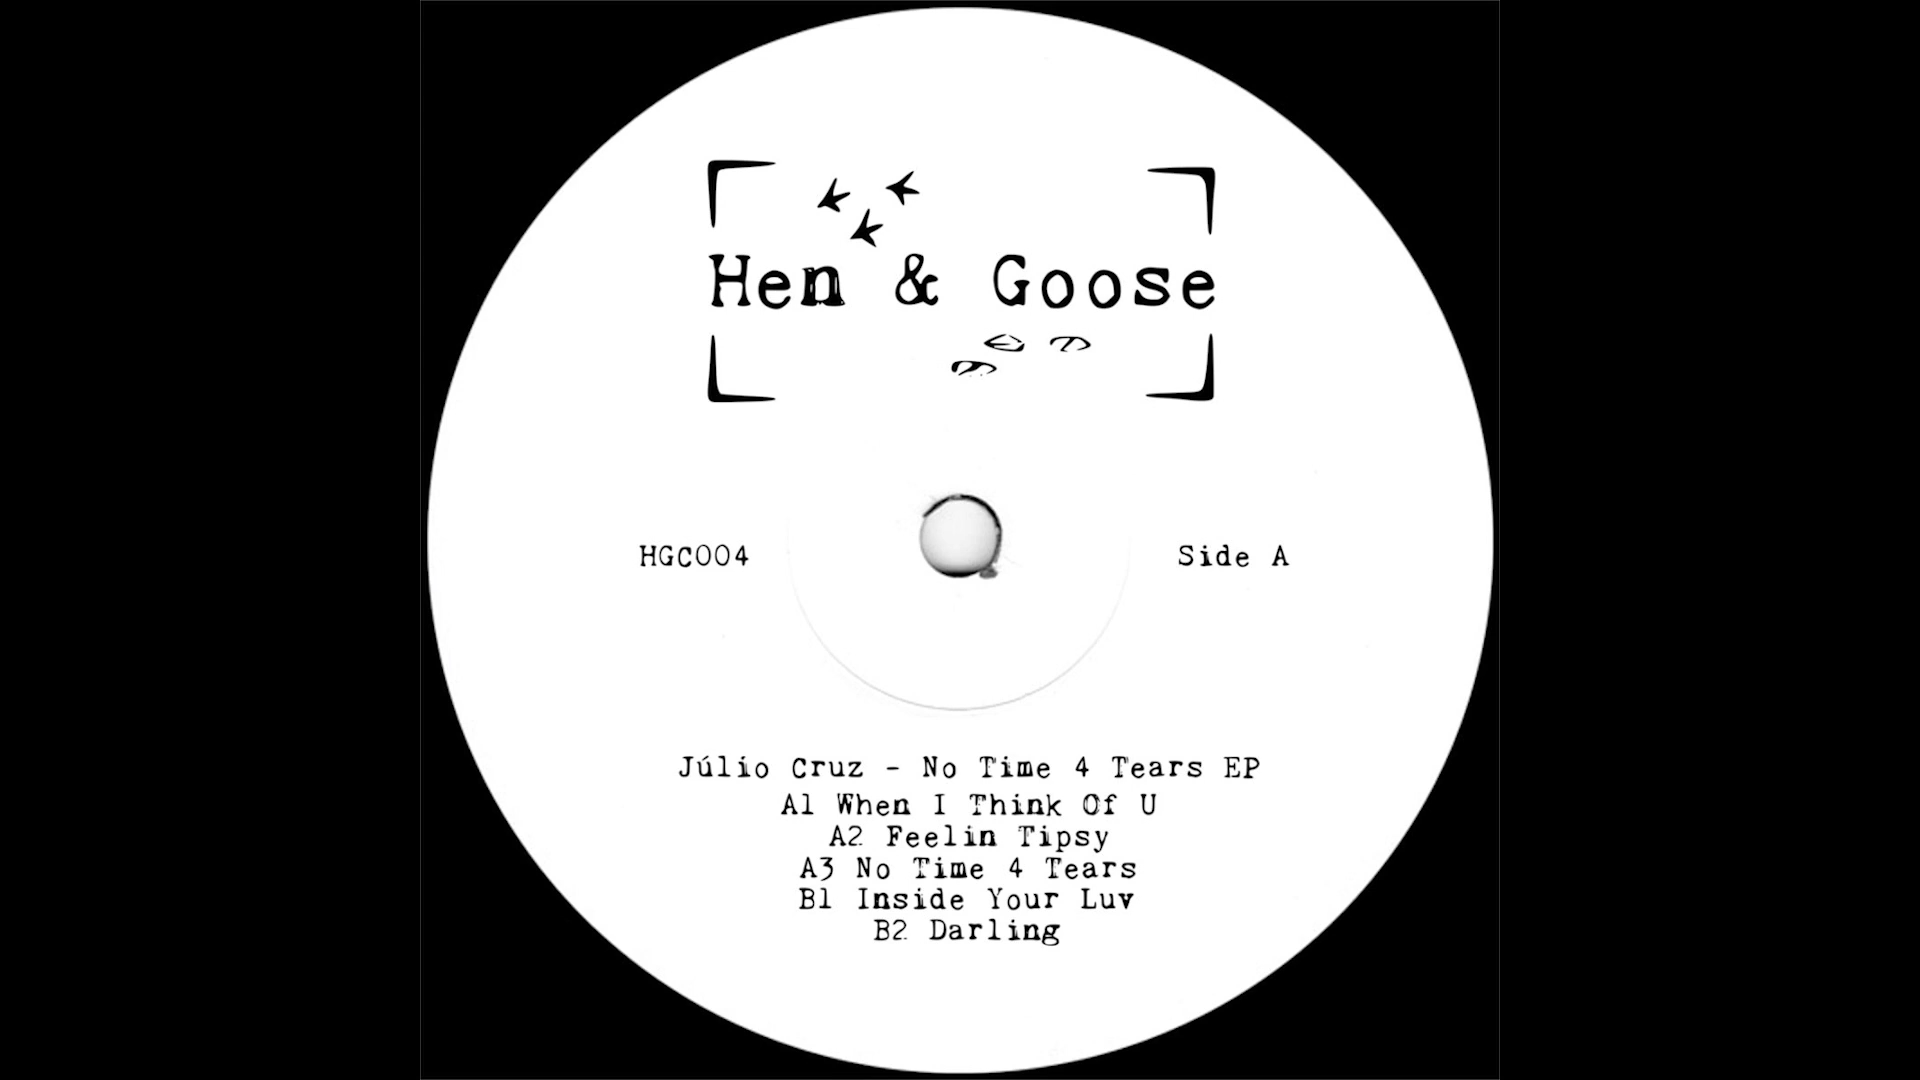 Hen & Goose
HGC004
Side A
Júlio Cruz - No Time 4 Tears EP
A1 When I Think Of U
A2 Feelin Tipsy
A3 No Time 4 Tears
B1 Inside Your Luv
B2 Darling